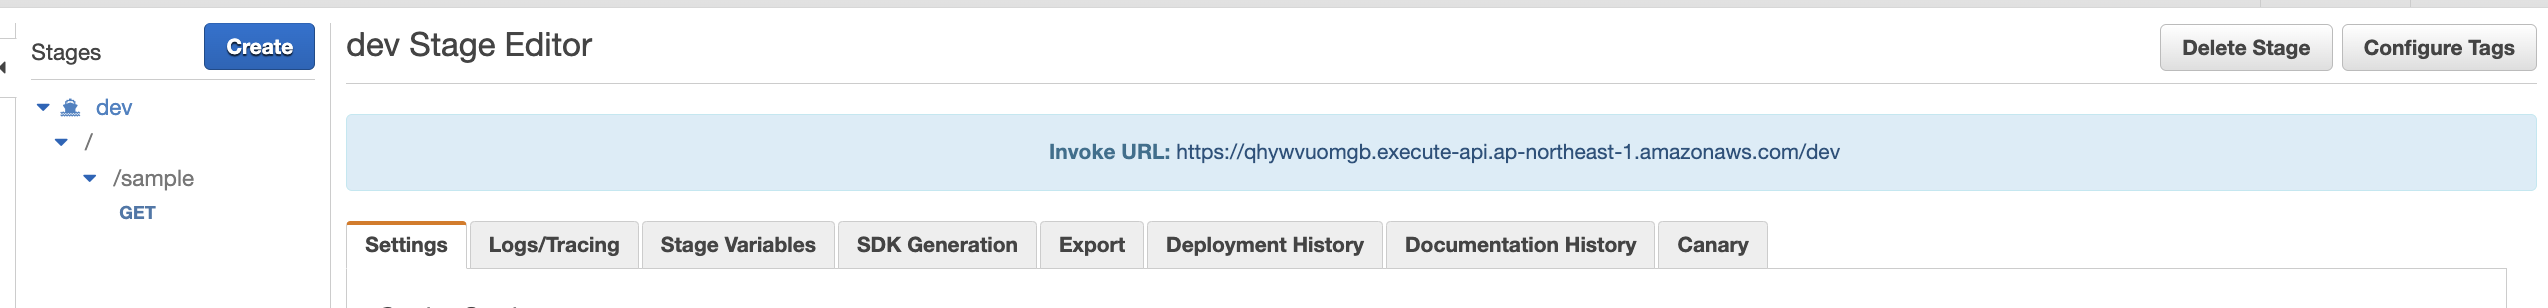 Stages
Create
dev
/
/sample
GET
dev Stage Editor
Delete Stage
Configure Tags
Invoke URL: https://qhywvuomgb.execute-api.ap-northeast-1.amazonaws.com/dev
Settings
Logs/Tracing
Stage Variables
SDK Generation
Export
Deployment History
Documentation History
Canary